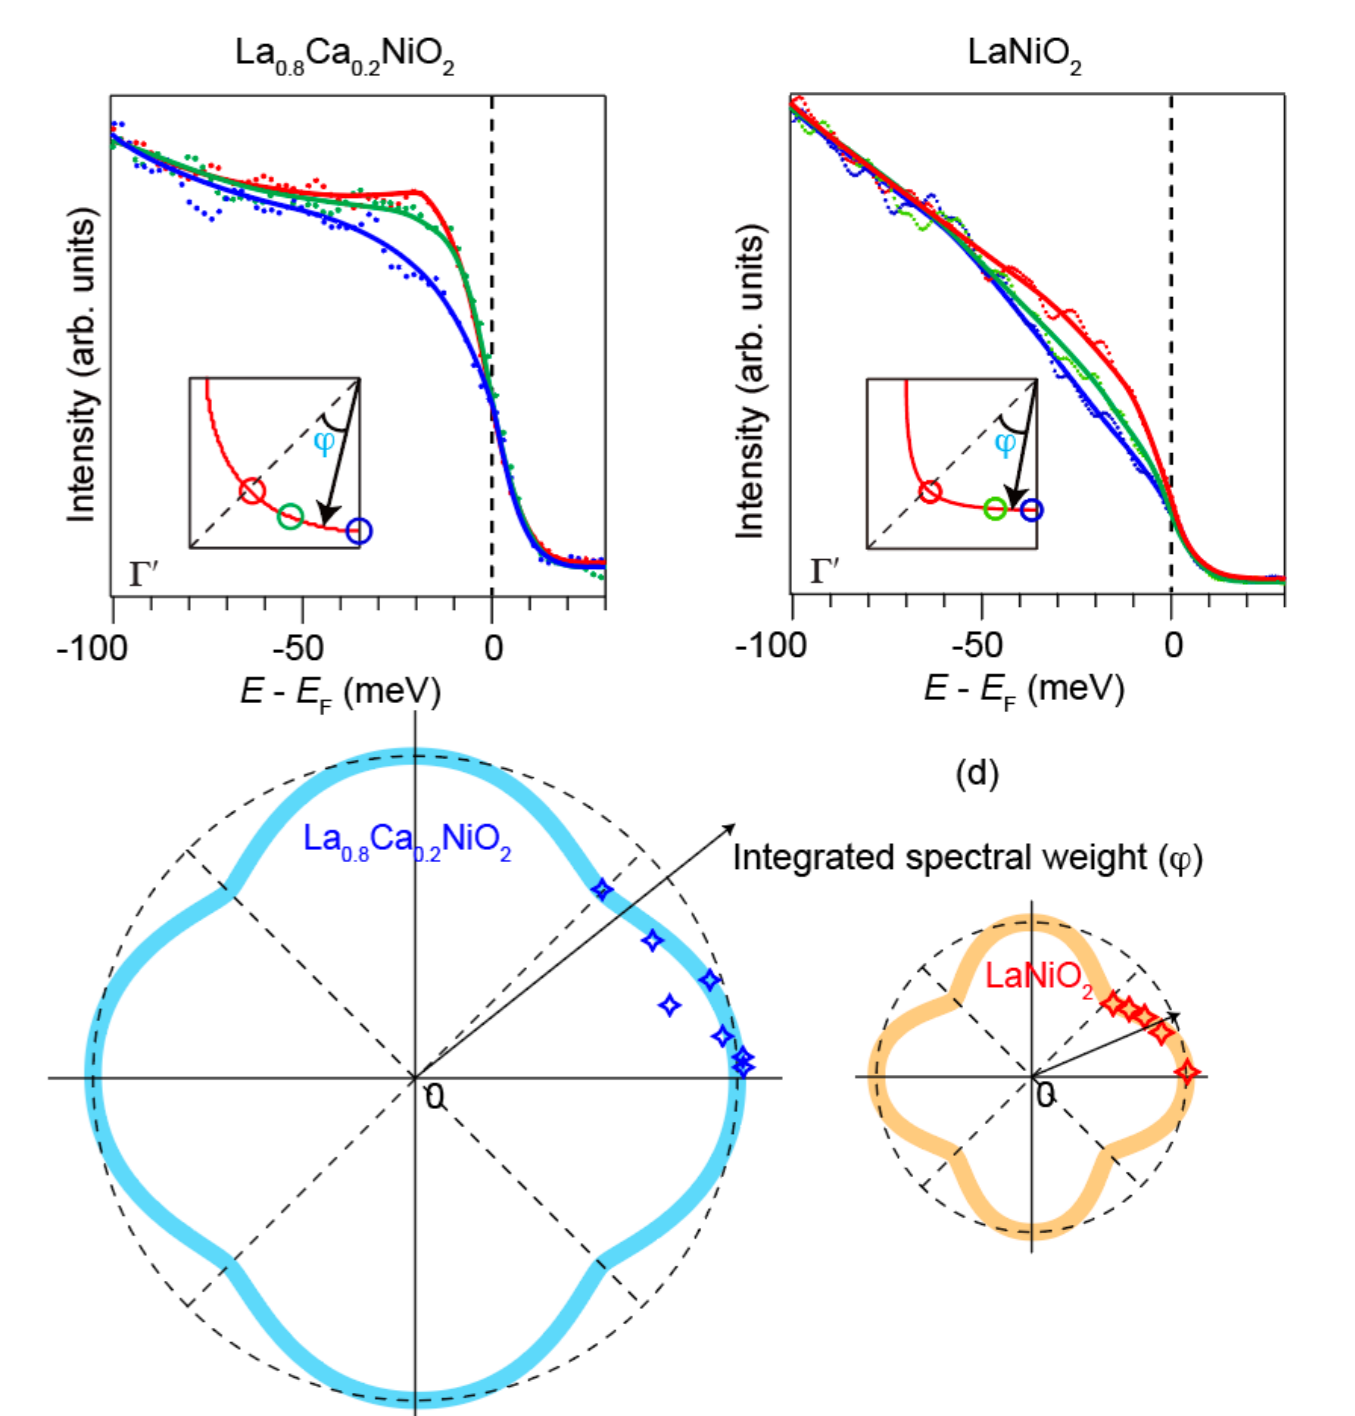 La0.8Ca0.2NiO2
LaNiO2
Intensity (arb. units)
φ
Γ′
-100 -50 0
E - EF (meV)
Intensity (arb. units)
φ
Γ′
-100 -50 0
E - EF (meV)
(d)
La0.8Ca0.2NiO2
Integrated spectral weight (φ)
LaNiO2
0
0